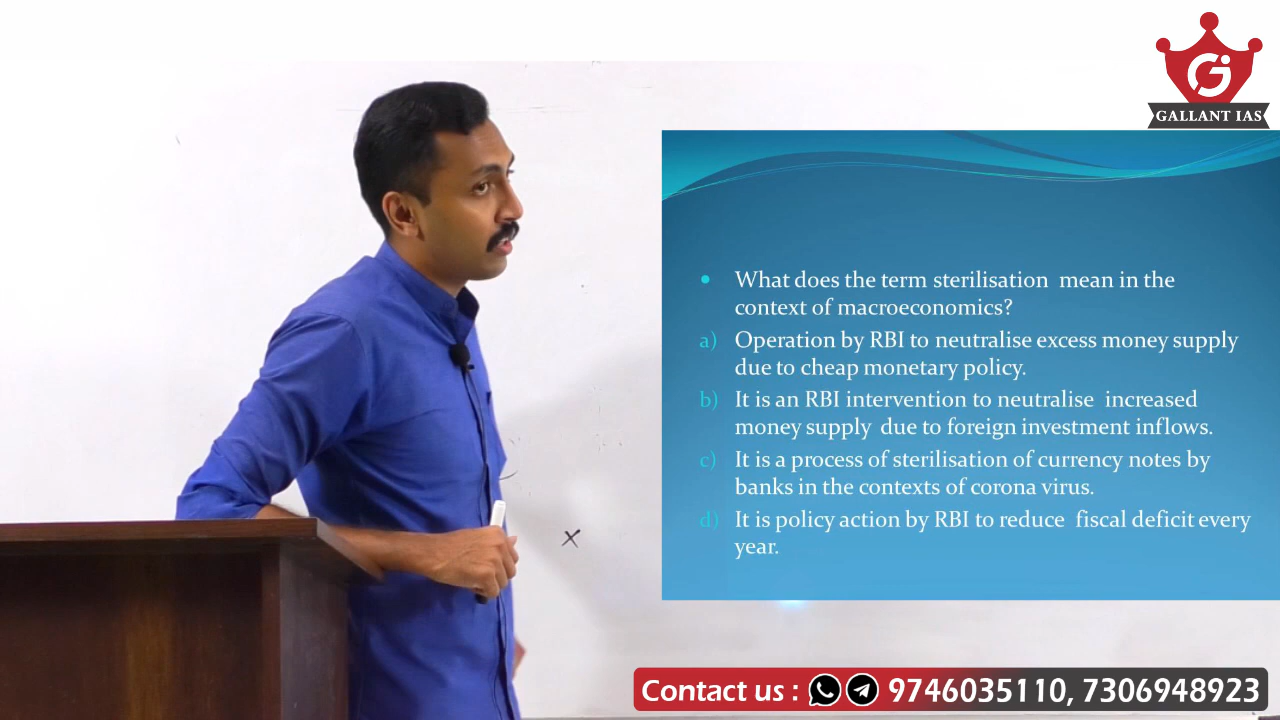 GALLANT IAS
• What does the term sterilisation mean in the
context of macroeconomics?
a) Operation by RBI to neutralise excess money supply
due to cheap monetary policy.
b) It is an RBI intervention to neutralise increased
money supply due to foreign investment inflows.
c) It is a process of sterilisation of currency notes by
banks in the contexts of corona virus.
d) It is policy action by RBI to reduce fiscal deficit every
year.
x
Contact us : 9746035110, 7306948923